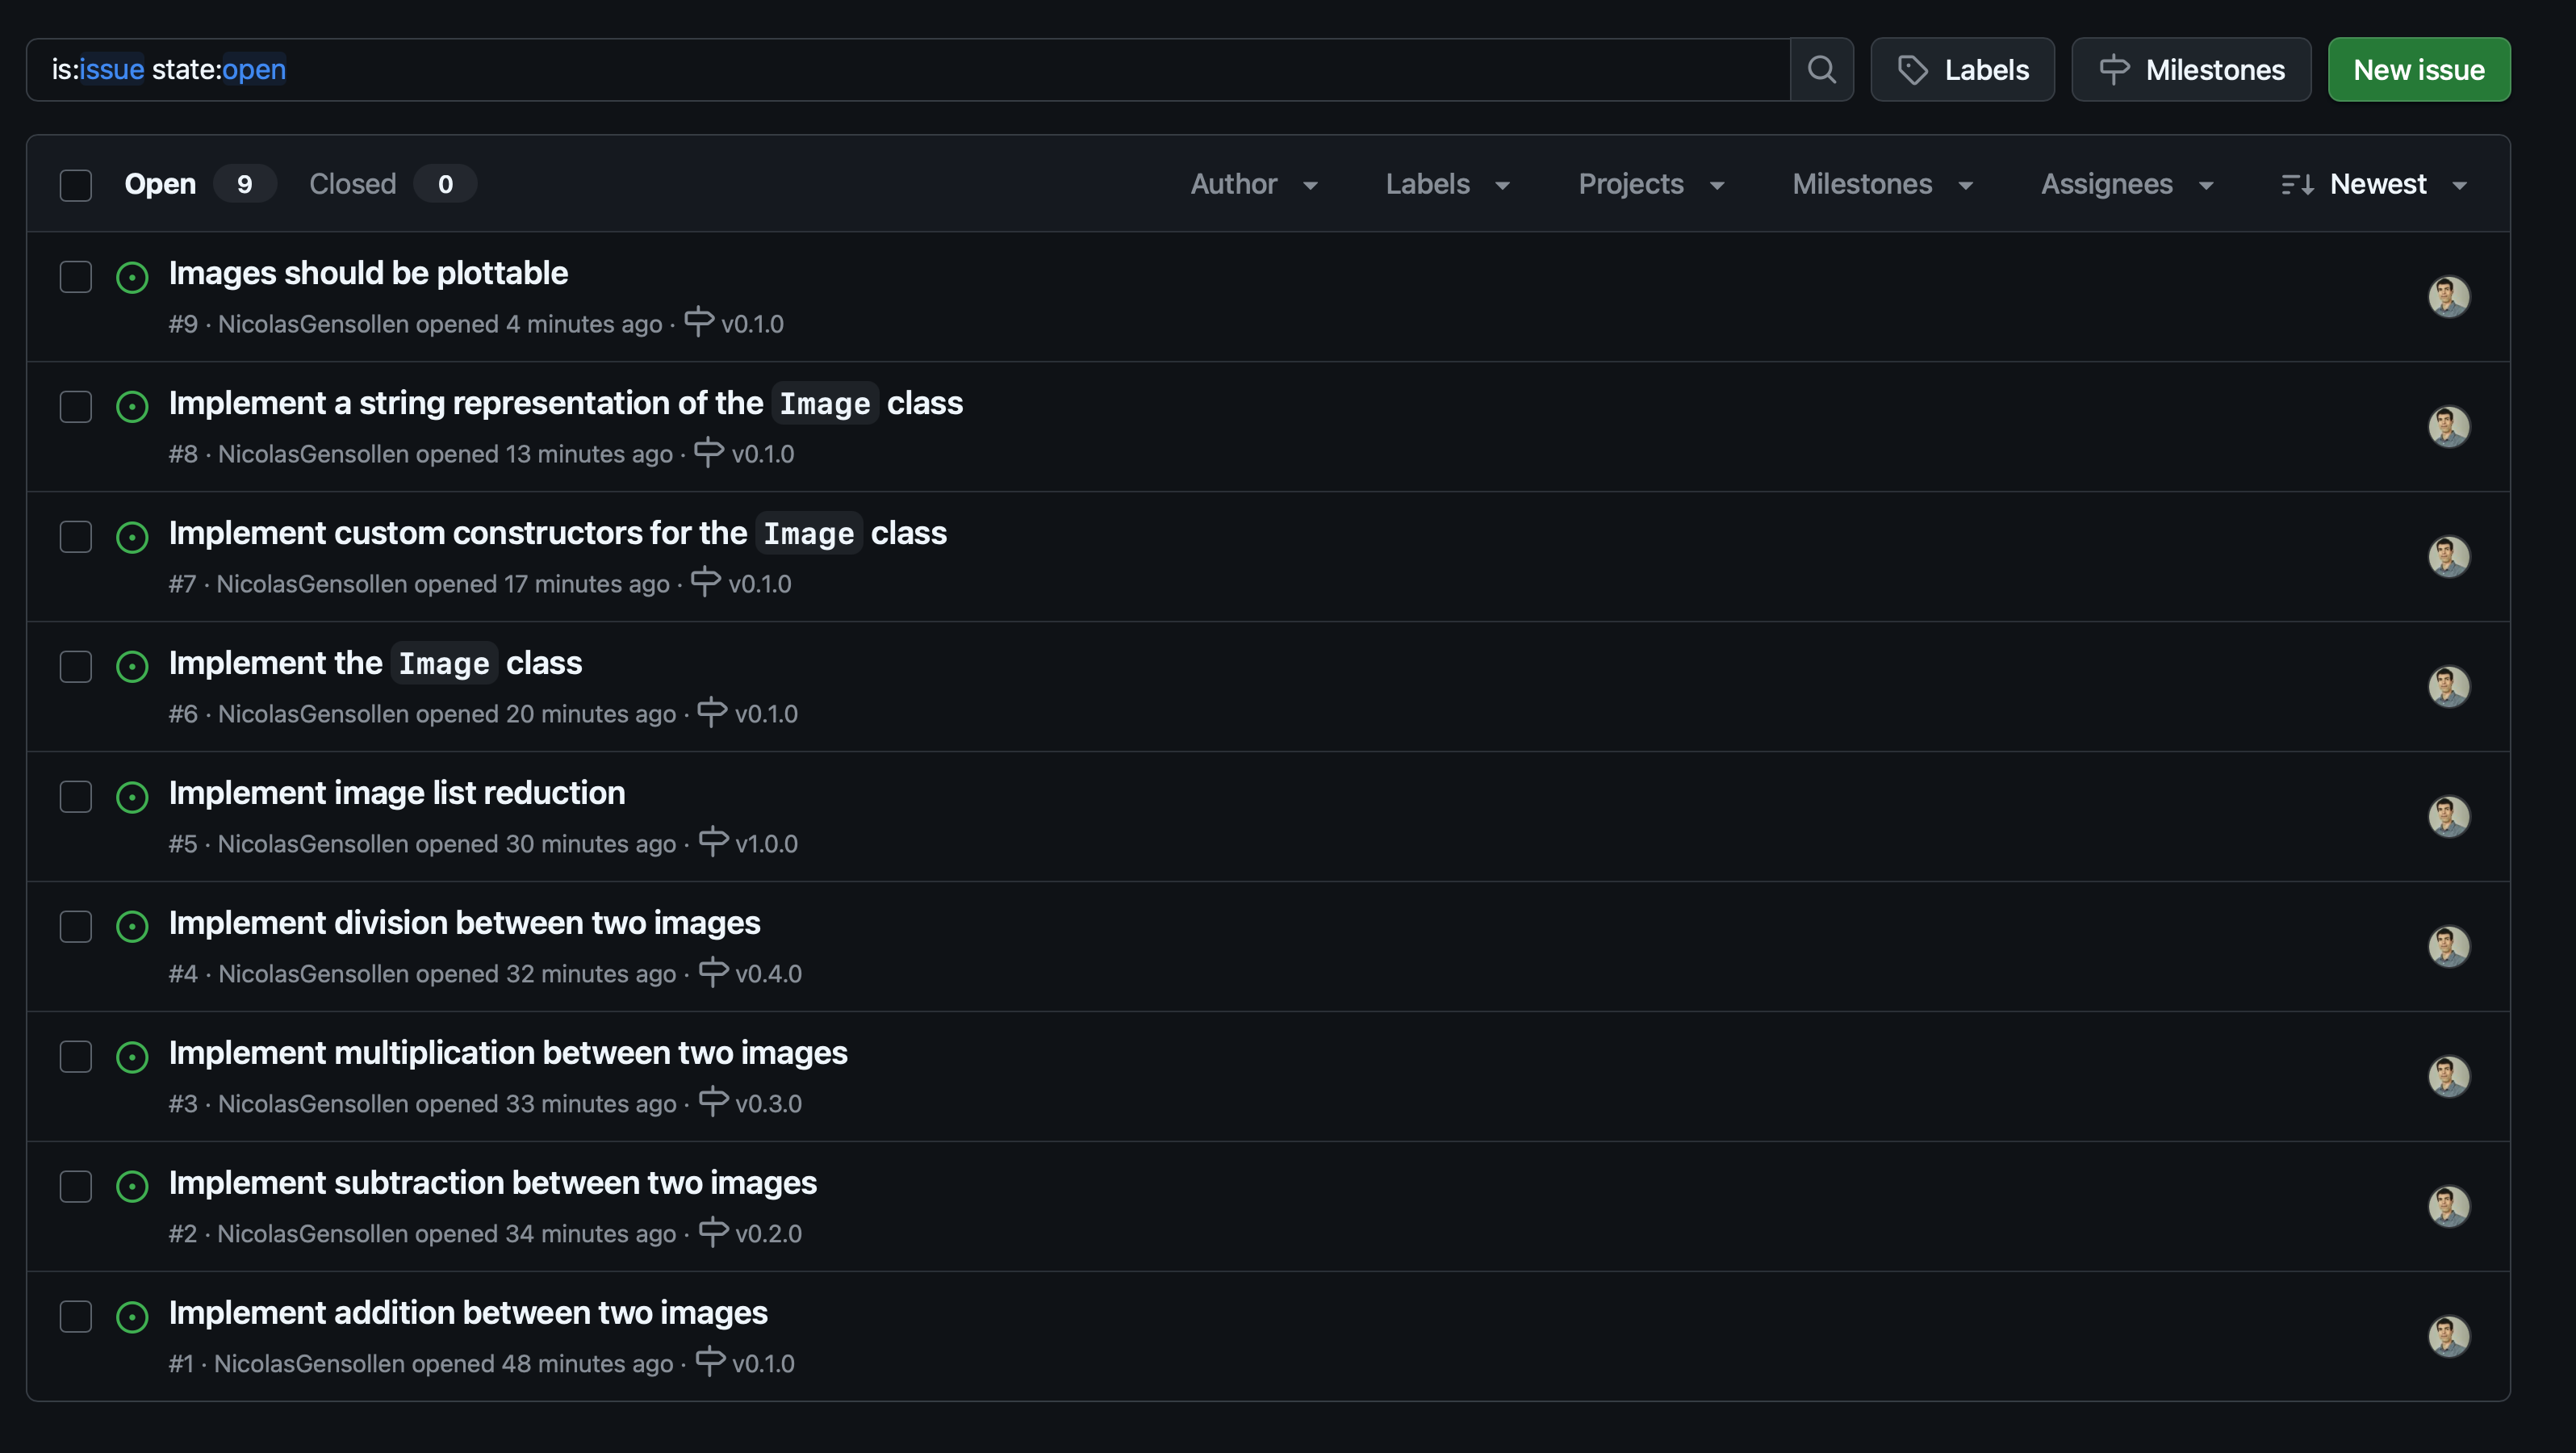 is:issue state:open
Labels
Milestones
New issue
Open 9 Closed 0 Author Labels Projects Milestones Assignees Newest
Images should be plottable
#9 · NicolasGensollen opened 4 minutes ago · v0.1.0
Implement a string representation of the Image class
#8 · NicolasGensollen opened 13 minutes ago · v0.1.0
Implement custom constructors for the Image class
#7 · NicolasGensollen opened 17 minutes ago · v0.1.0
Implement the Image class
#6 · NicolasGensollen opened 20 minutes ago · v0.1.0
Implement image list reduction
#5 · NicolasGensollen opened 30 minutes ago · v1.0.0
Implement division between two images
#4 · NicolasGensollen opened 32 minutes ago · v0.4.0
Implement multiplication between two images
#3 · NicolasGensollen opened 33 minutes ago · v0.3.0
Implement subtraction between two images
#2 · NicolasGensollen opened 34 minutes ago · v0.2.0
Implement addition between two images
#1 · NicolasGensollen opened 48 minutes ago · v0.1.0